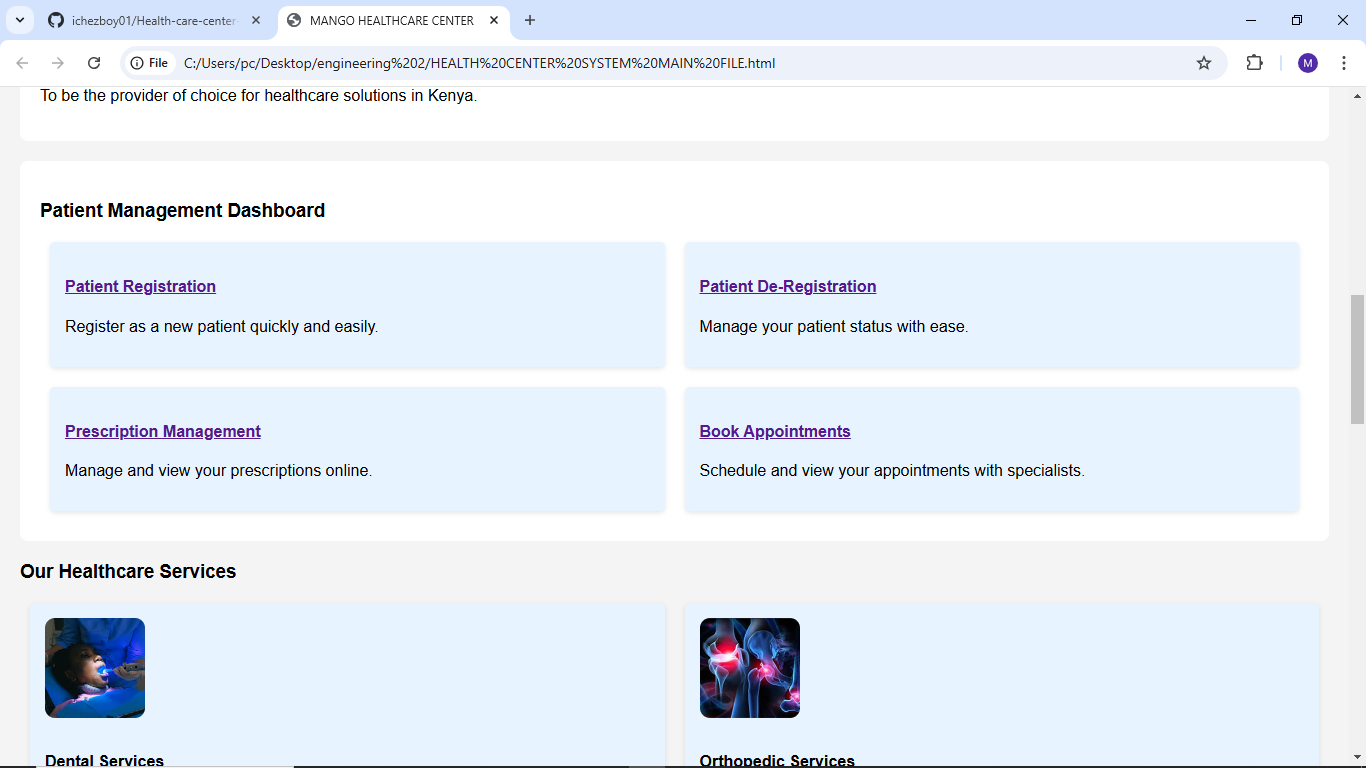 ichezboy01/Health-care-center-
MANGO HEALTHCARE CENTER
File
C:/Users/pc/Desktop/engineering%202/HEALTH%20CENTER%20SYSTEM%20MAIN%20FILE.html
M
To be the provider of choice for healthcare solutions in Kenya.
Patient Management Dashboard
Patient Registration
Register as a new patient quickly and easily.
Patient De-Registration
Manage your patient status with ease.
Prescription Management
Manage and view your prescriptions online.
Book Appointments
Schedule and view your appointments with specialists.
Our Healthcare Services
Dental Services
Orthopedic Services